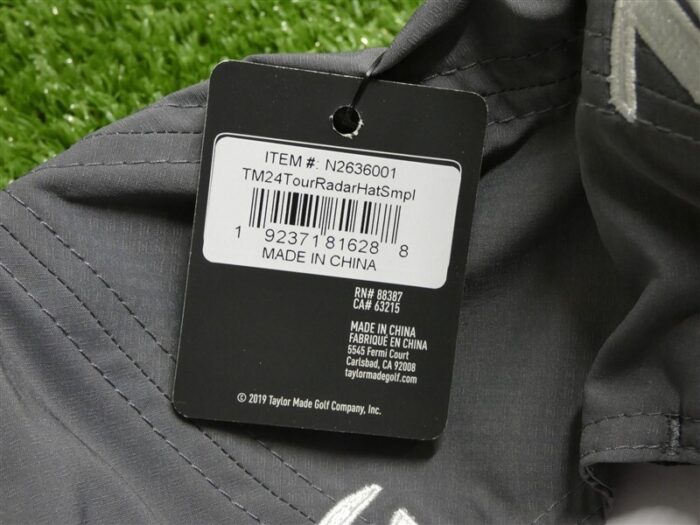 ITEM #: N2636001
TM24TourRadarHatSmpl
1 92371 81628 8
MADE IN CHINA
RN# 88387
CA# 63215
MADE IN CHINA
FABRIQUÉ EN CHINA
5545 Fermi Court
Carlsbad, CA 92008
taylormadegolf.com
© 2019 Taylor Made Golf Company, Inc.